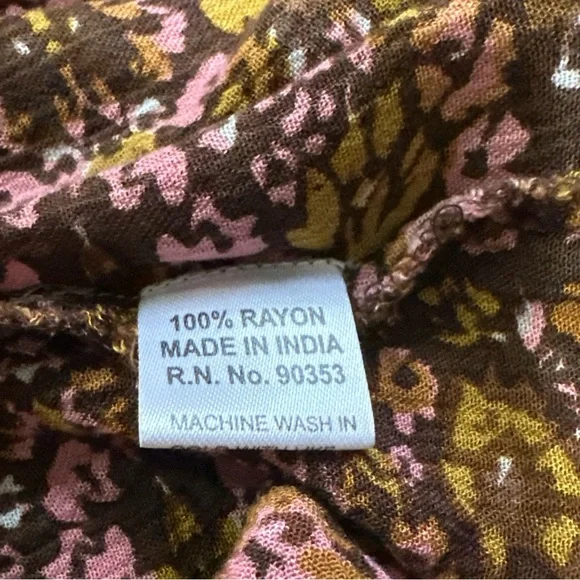 100% RAYON
MADE IN INDIA
R.N. No. 90353
MACHINE WASH IN